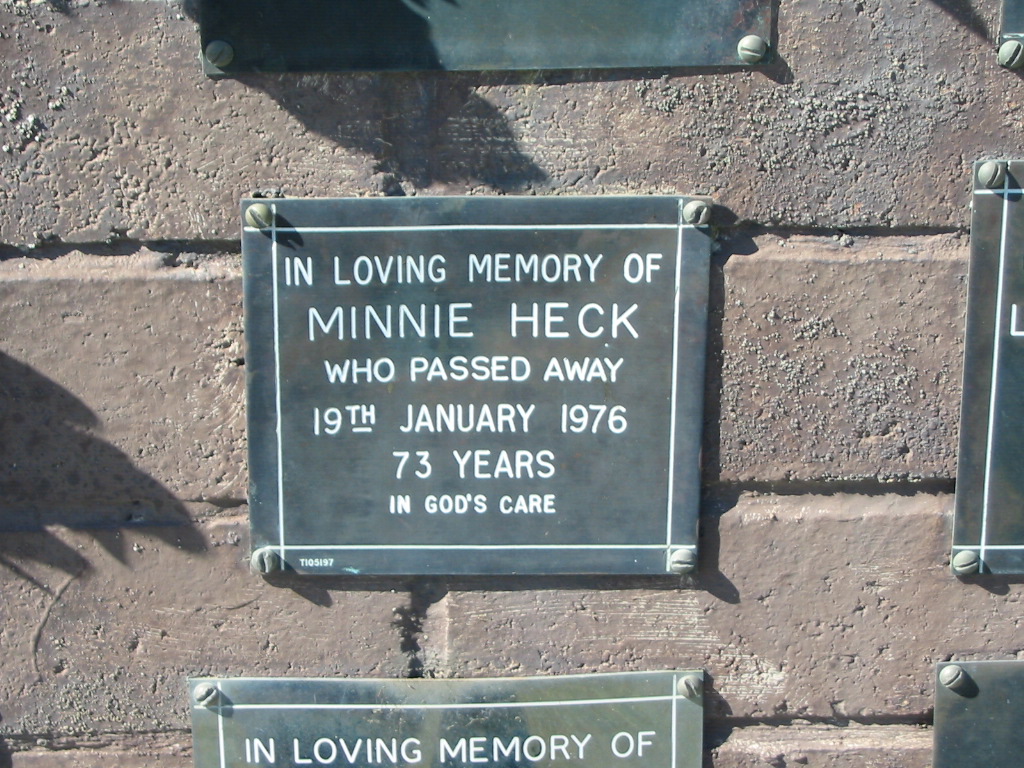 IN LOVING MEMORY OF
MINNIE HECK
WHO PASSED AWAY
19TH JANUARY 1976
73 YEARS
IN GOD'S CARE
T105197
L
IN LOVING MEMORY OF